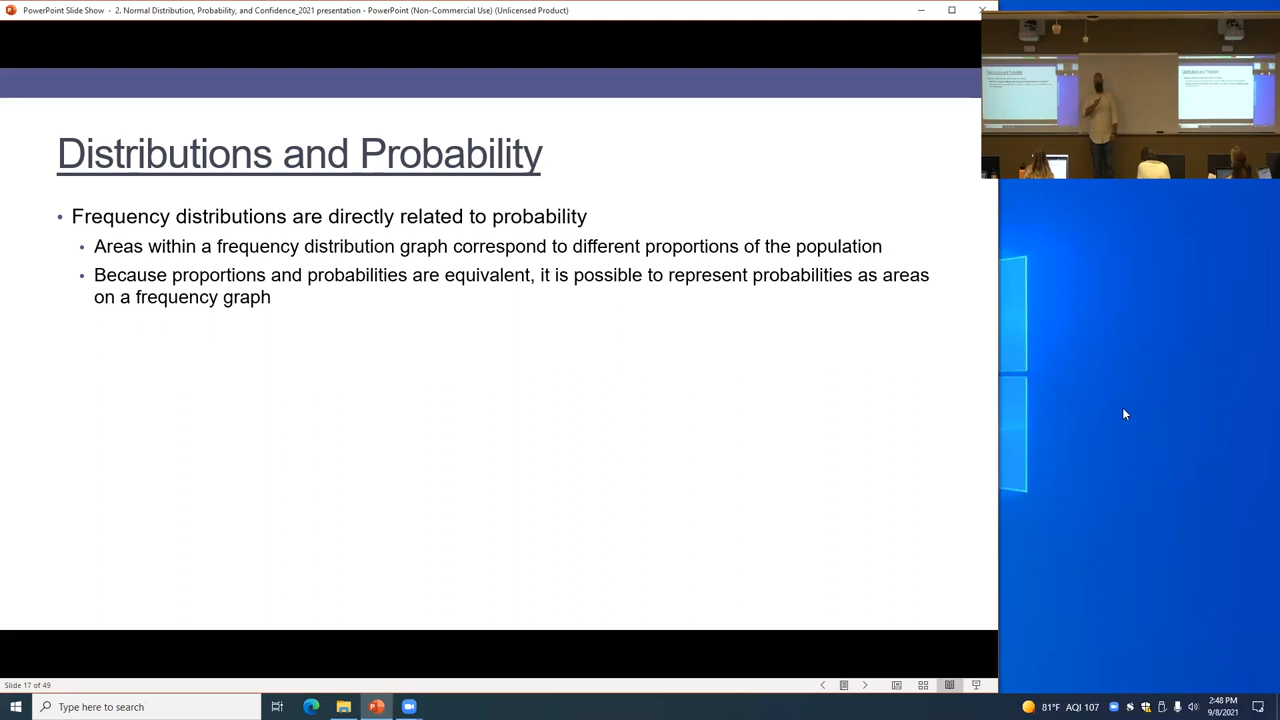 PowerPoint Slide Show - 2. Normal Distribution, Probability, and Confidence_2021 presentation - PowerPoint (Non-Commercial Use) (Unlicensed Product)
Distributions and Probability
• Frequency distributions are directly related to probability
• Areas within a frequency distribution graph correspond to different proportions of the population
• Because proportions and probabilities are equivalent, it is possible to represent probabilities as areas
on a frequency graph
Slide 17 of 49
Type here to search
81°F AQI 107
2:48 PM
9/8/2021